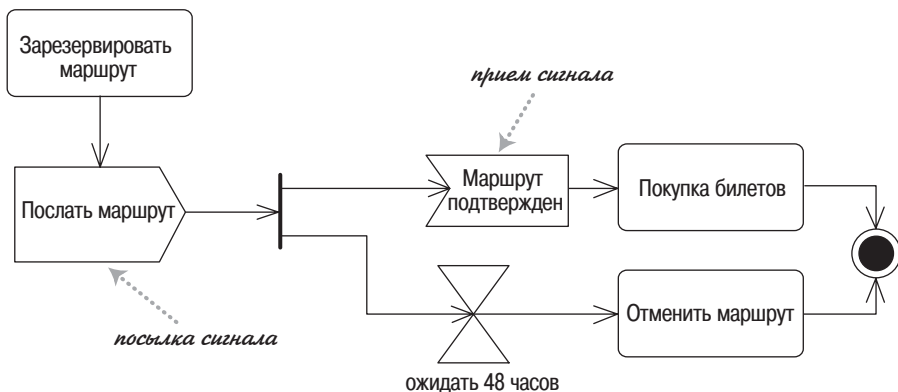 Зарезервировать
маршрут
прием сигнала
Послать маршрут
Маршрут
подтвержден
Покупка билетов
Отменить маршрут
посылка сигнала
ожидать 48 часов